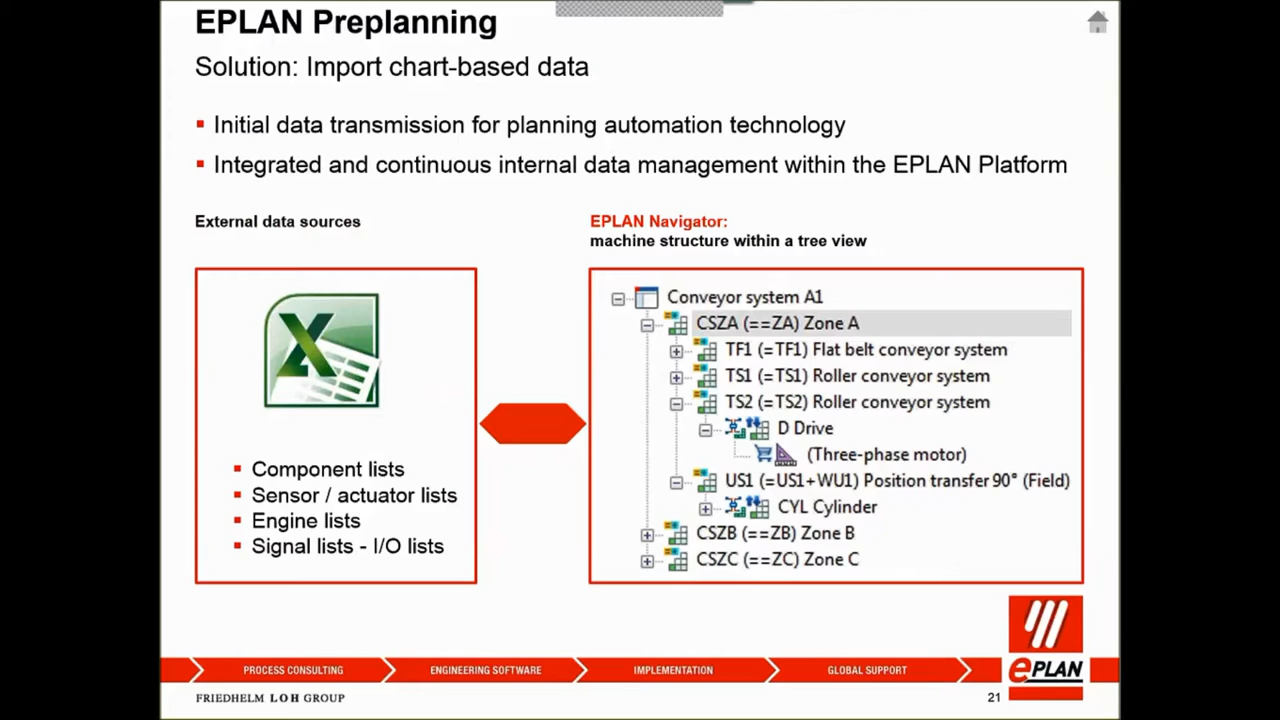 EPLAN Preplanning
Solution: Import chart-based data
Initial data transmission for planning automation technology
Integrated and continuous internal data management within the EPLAN Platform
External data sources
Component lists
Sensor / actuator lists
Engine lists
Signal lists - I/O lists
EPLAN Navigator:
machine structure within a tree view
Conveyor system A1
CSZA (==ZA) Zone A
TF1 (=TF1) Flat belt conveyor system
TS1 (=TS1) Roller conveyor system
TS2 (=TS2) Roller conveyor system
D Drive
(Three-phase motor)
US1 (=US1+WU1) Position transfer 90° (Field)
CYL Cylinder
CSZB (==ZB) Zone B
CSZC (==ZC) Zone C
PROCESS CONSULTING
ENGINEERING SOFTWARE
IMPLEMENTATION
GLOBAL SUPPORT
ePLAN
FRIEDHELM LOH GROUP
21